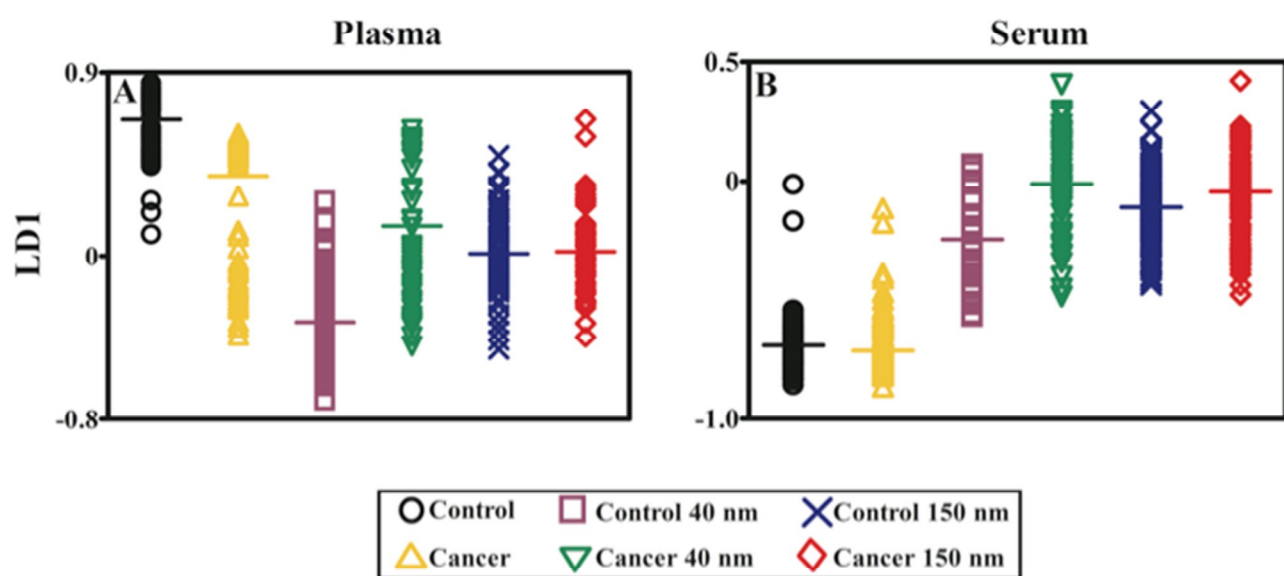 Plasma
Serum
0.9
A
0
-0.8
LD1
0.5
B
0
-1.0
Control
Control 40 nm
Control 150 nm
Cancer
Cancer 40 nm
Cancer 150 nm